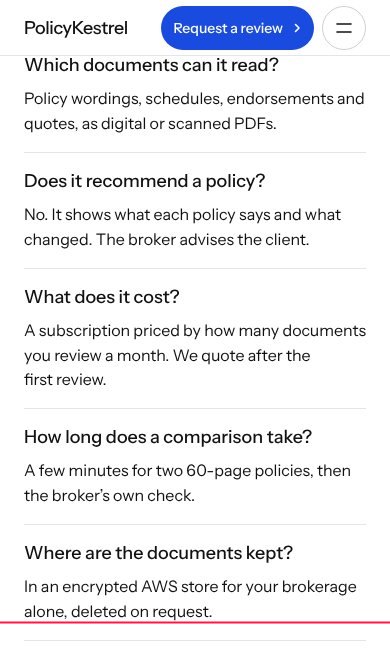 PolicyKestrel
Request a review
Which documents can it read?
Policy wordings, schedules, endorsements and
quotes, as digital or scanned PDFs.
Does it recommend a policy?
No. It shows what each policy says and what
changed. The broker advises the client.
What does it cost?
A subscription priced by how many documents
you review a month. We quote after the
first review.
How long does a comparison take?
A few minutes for two 60-page policies, then
the broker’s own check.
Where are the documents kept?
In an encrypted AWS store for your brokerage
alone, deleted on request.